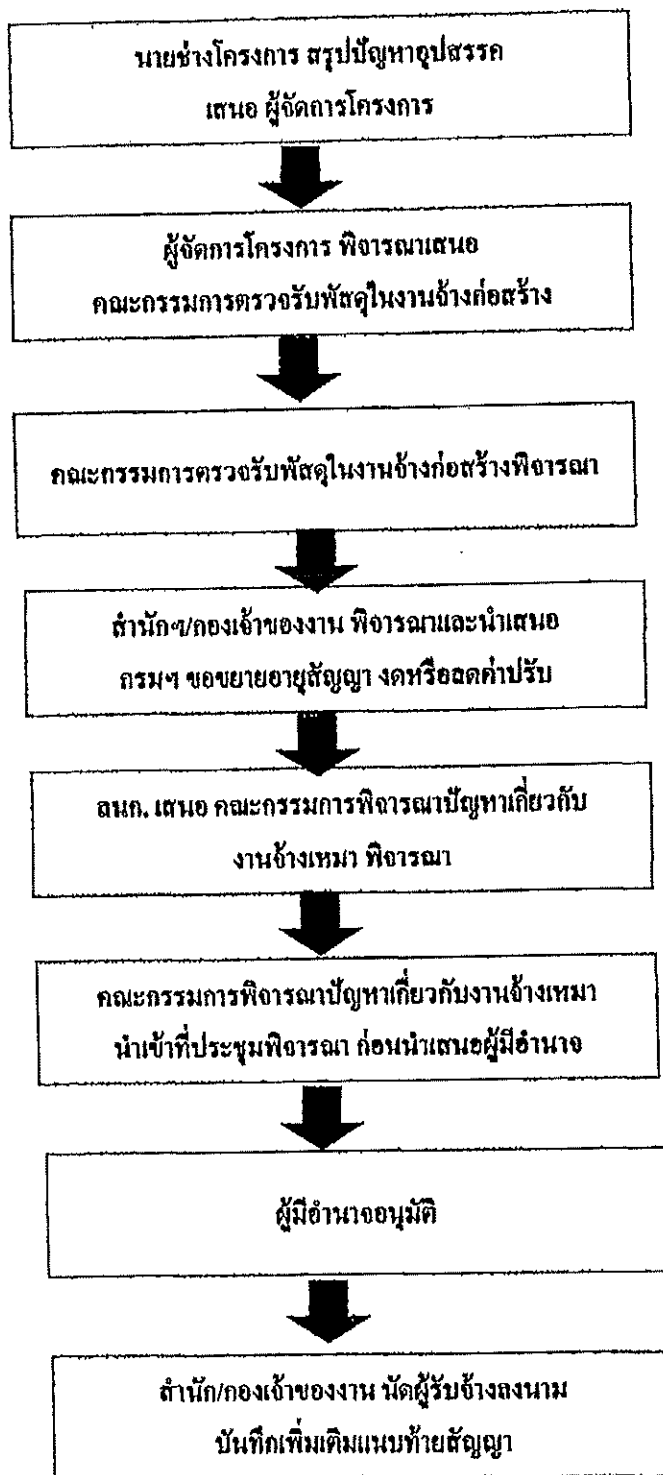 นายช่างโครงการ สรุปปัญหาอุปสรรค
เสนอ ผู้จัดการโครงการ
ผู้จัดการโครงการ พิจารณาเสนอ
คณะกรรมการตรวจรับพัสดุในงานจ้างก่อสร้าง
คณะกรรมการตรวจรับพัสดุในงานจ้างก่อสร้างพิจารณา
สำนักฯ/กองเจ้าของงาน พิจารณาและนำเสนอ
กรมฯ ขอขยายอายุสัญญา งดหรือลดค่าปรับ
ลนก. เสนอ คณะกรรมการพิจารณาปัญหาเกี่ยวกับ
งานจ้างเหมา พิจารณา
คณะกรรมการพิจารณาปัญหาเกี่ยวกับงานจ้างเหมา
นำเข้าที่ประชุมพิจารณา ก่อนนำเสนอผู้มีอำนาจ
ผู้มีอำนาจอนุมัติ
สำนัก/กองเจ้าของงาน นัดผู้รับจ้างลงนาม
บันทึกเพิ่มเติมแนบท้ายสัญญา